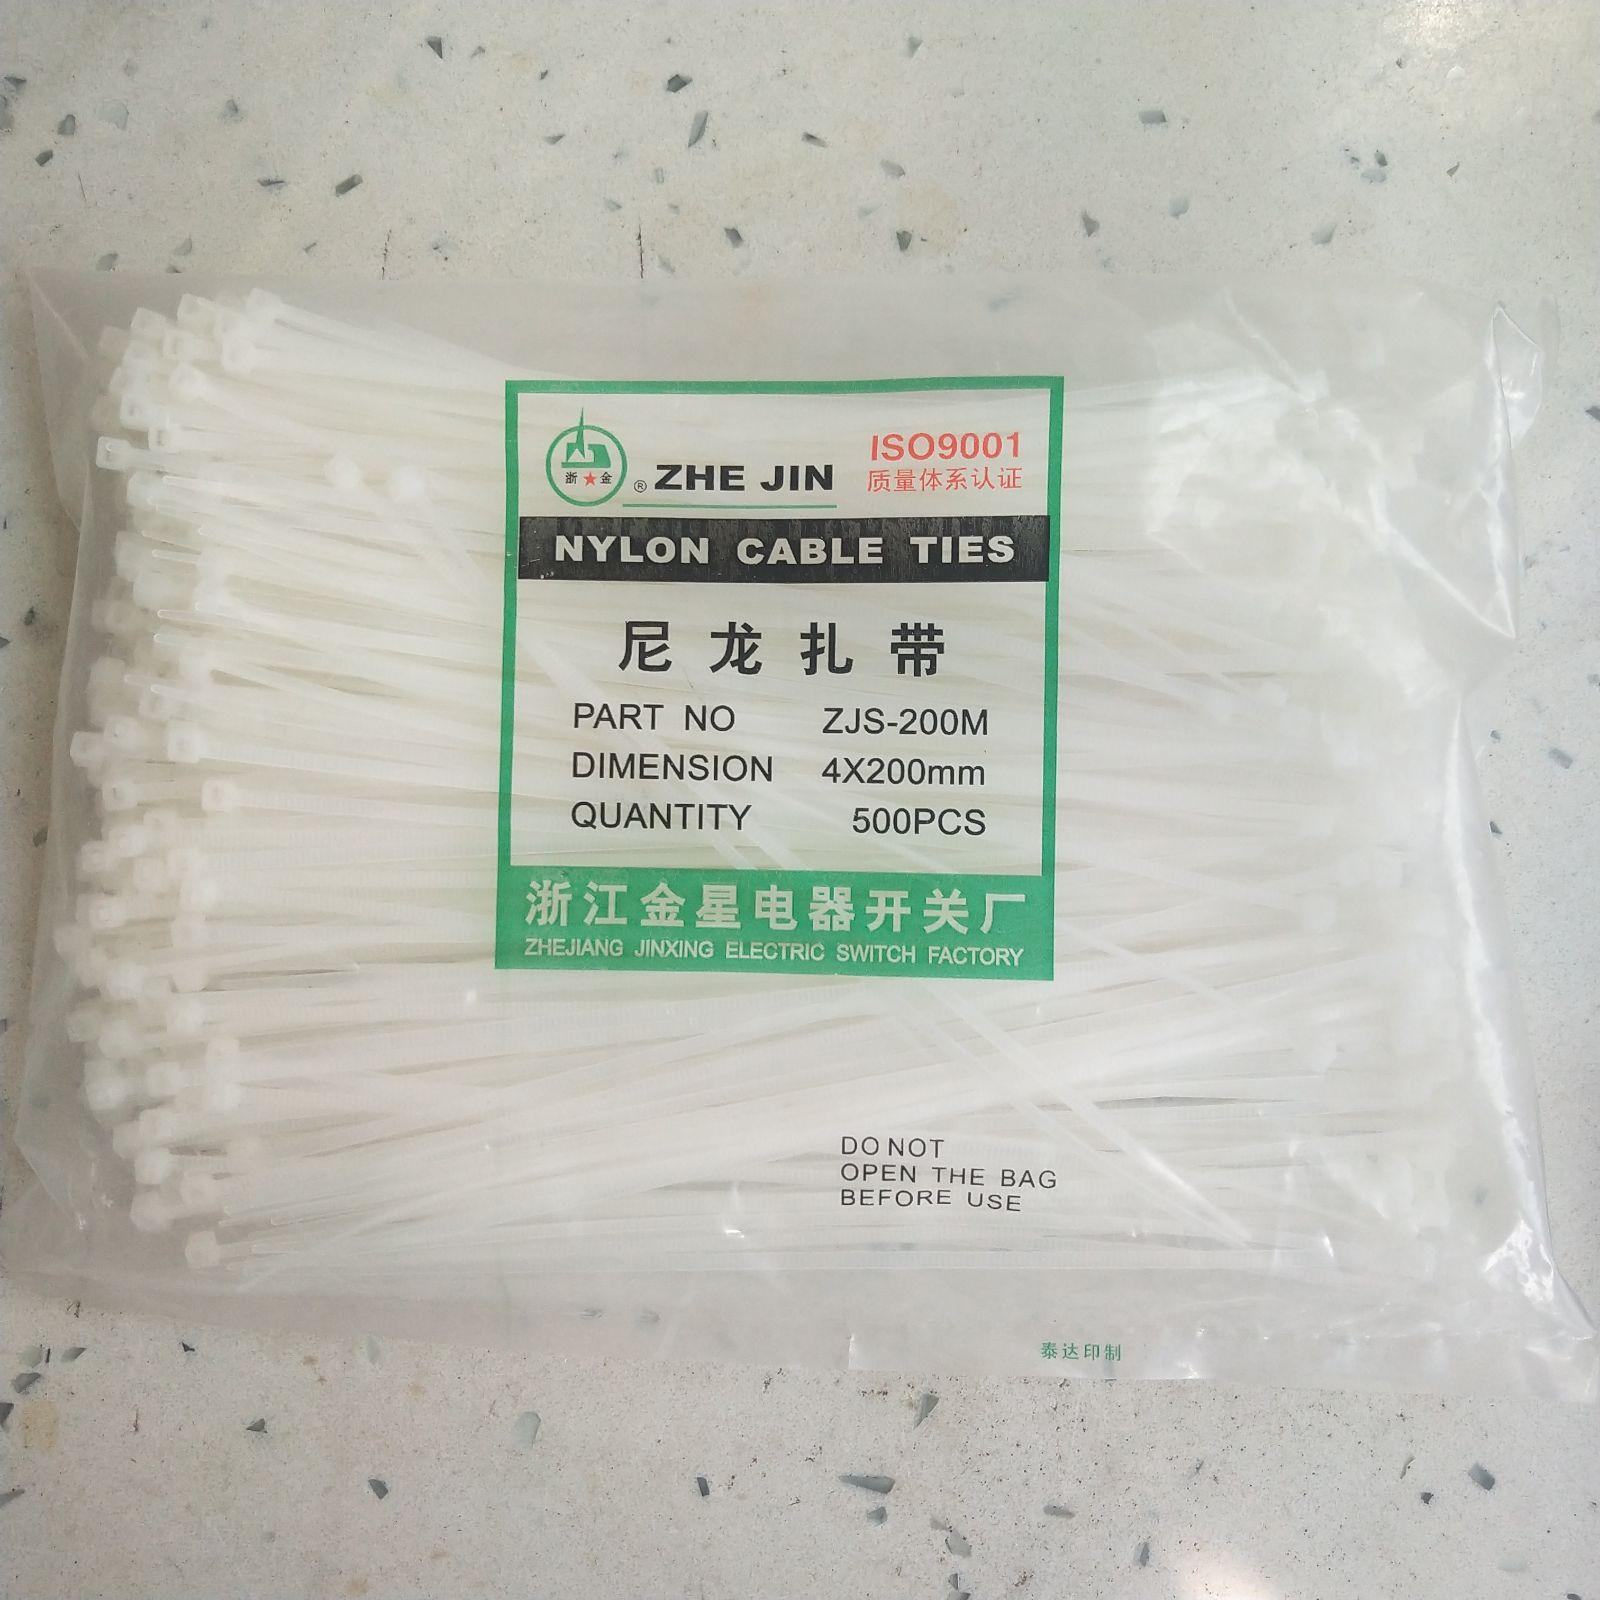 浙★金
® ZHE JIN
ISO9001
质量体系认证
NYLON CABLE TIES
尼龙扎带
PART NO ZJS-200M
DIMENSION 4X200mm
QUANTITY 500PCS
浙江金星电器开关厂
ZHEJIANG JINXING ELECTRIC SWITCH FACTORY
DO NOT
OPEN THE BAG
BEFORE USE
泰达印制